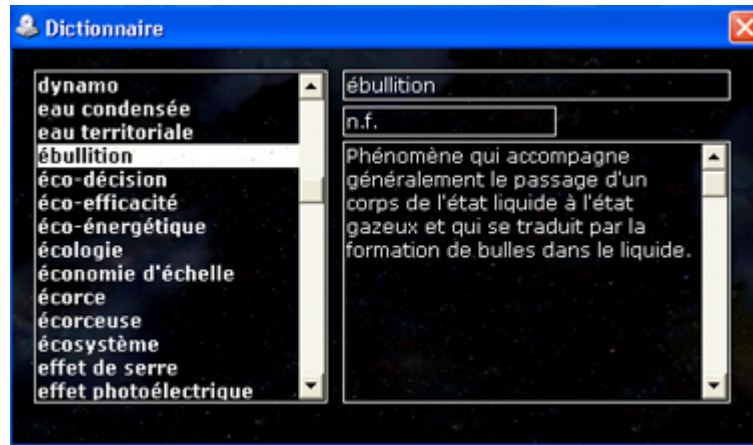 Dictionnaire
dynamo
eau condensée
eau territoriale
ébullition
éco-décision
éco-efficacité
éco-énergétique
écologie
économie d'échelle
écorce
écorceuse
écosystème
effet de serre
effet photoélectrique
ébullition
n.f.
Phénomène qui accompagne
généralement le passage d'un
corps de l'état liquide à l'état
gazeux et qui se traduit par la
formation de bulles dans le liquide.